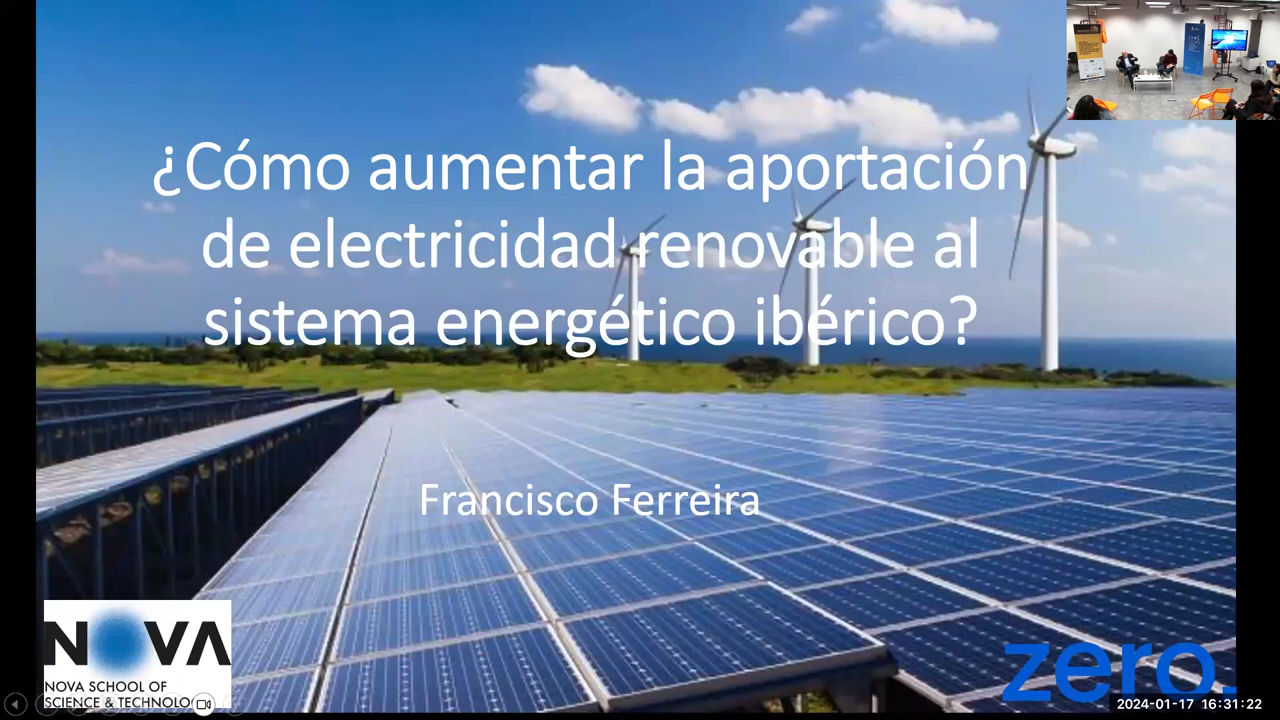 ¿Cómo aumentar la aportación
de electricidad renovable al
sistema energético ibérico?
Francisco Ferreira
NOVA
NOVA SCHOOL OF
SCIENCE & TECHNOLO
zero.
2024-01-17 16:31:22